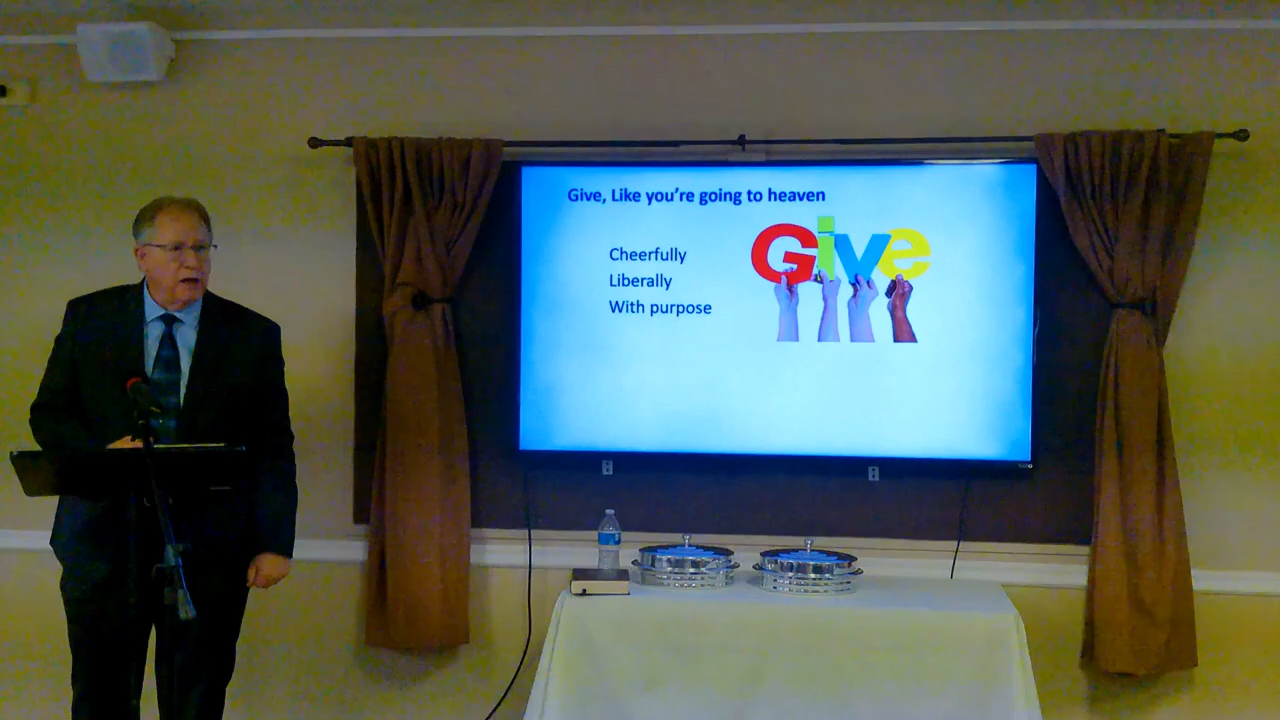 Give, Like you're going to heaven
Give
Cheerfully
Liberally
With purpose